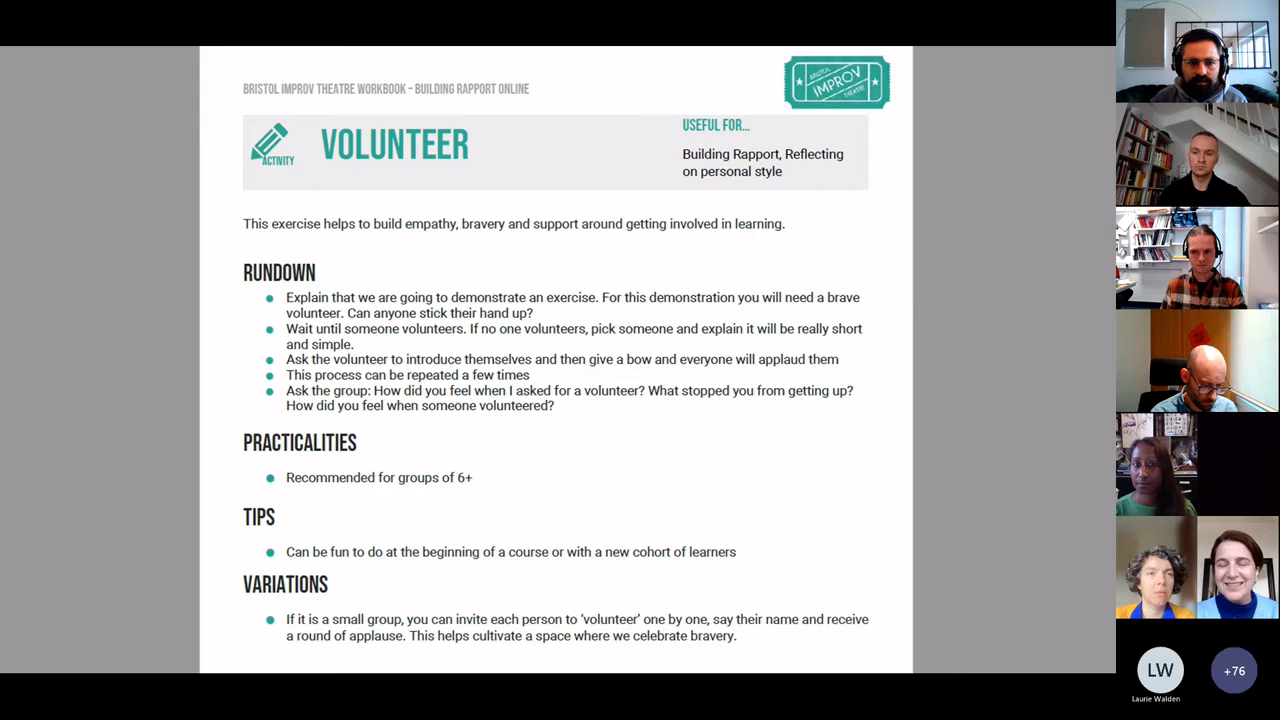 BRISTOL IMPROV THEATRE WORKBOOK – BUILDING RAPPORT ONLINE
BRISTOL
IMPROV
THEATRE
ACTIVITY
VOLUNTEER
USEFUL FOR...
Building Rapport, Reflecting
on personal style
This exercise helps to build empathy, bravery and support around getting involved in learning.
RUNDOWN
Explain that we are going to demonstrate an exercise. For this demonstration you will need a brave
volunteer. Can anyone stick their hand up?
Wait until someone volunteers. If no one volunteers, pick someone and explain it will be really short
and simple.
Ask the volunteer to introduce themselves and then give a bow and everyone will applaud them
This process can be repeated a few times
Ask the group: How did you feel when I asked for a volunteer? What stopped you from getting up?
How did you feel when someone volunteered?
PRACTICALITIES
Recommended for groups of 6+
TIPS
Can be fun to do at the beginning of a course or with a new cohort of learners
VARIATIONS
If it is a small group, you can invite each person to ‘volunteer’ one by one, say their name and receive
a round of applause. This helps cultivate a space where we celebrate bravery.
LW
Laurie Walden
+76